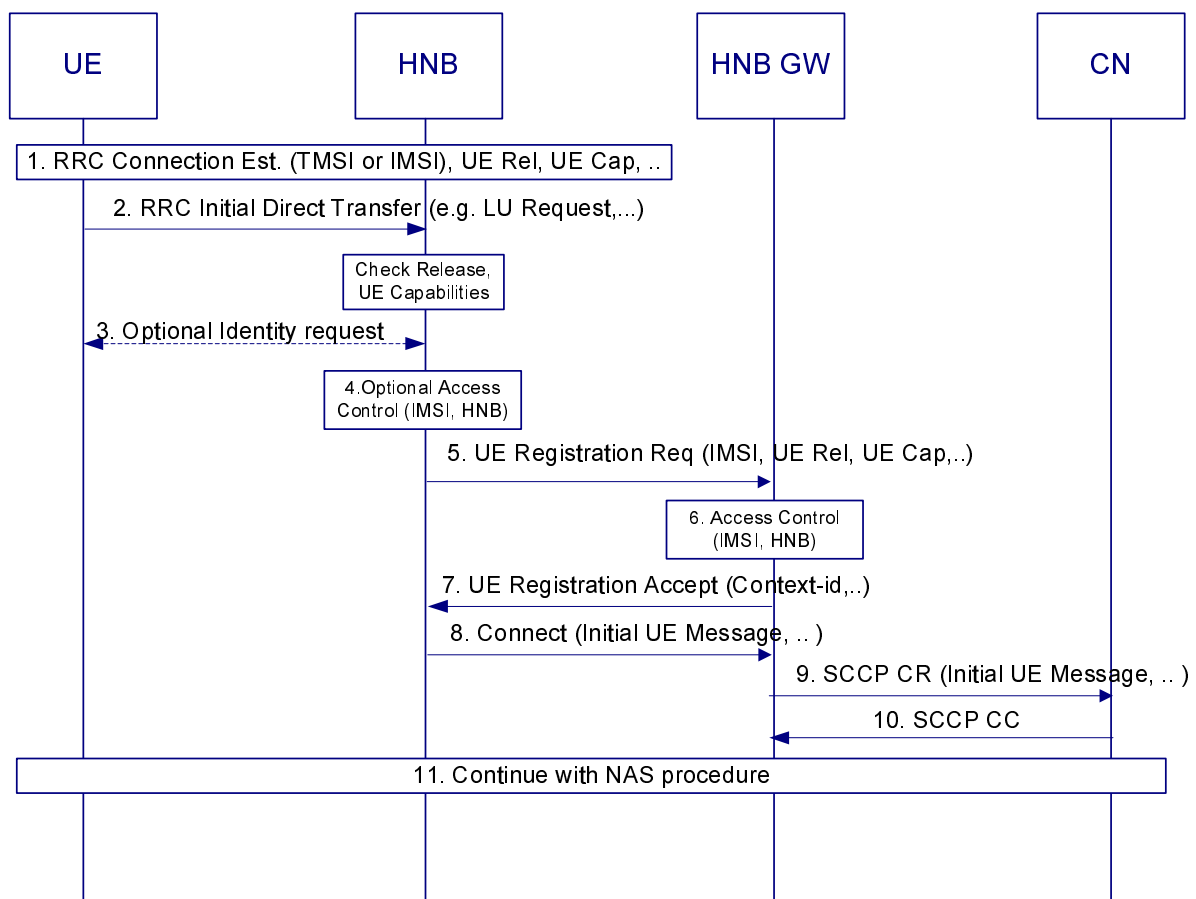 UE
HNB
HNB GW
CN
1. RRC Connection Est. (TMSI or IMSI), UE Rel, UE Cap, ..
2. RRC Initial Direct Transfer (e.g. LU Request,...)
Check Release,
UE Capabilities
3. Optional Identity request
4.Optional Access
Control (IMSI, HNB)
5. UE Registration Req (IMSI, UE Rel, UE Cap,..)
6. Access Control
(IMSI, HNB)
7. UE Registration Accept (Context-id,..)
8. Connect (Initial UE Message, .. )
9. SCCP CR (Initial UE Message, .. )
10. SCCP CC
11. Continue with NAS procedure